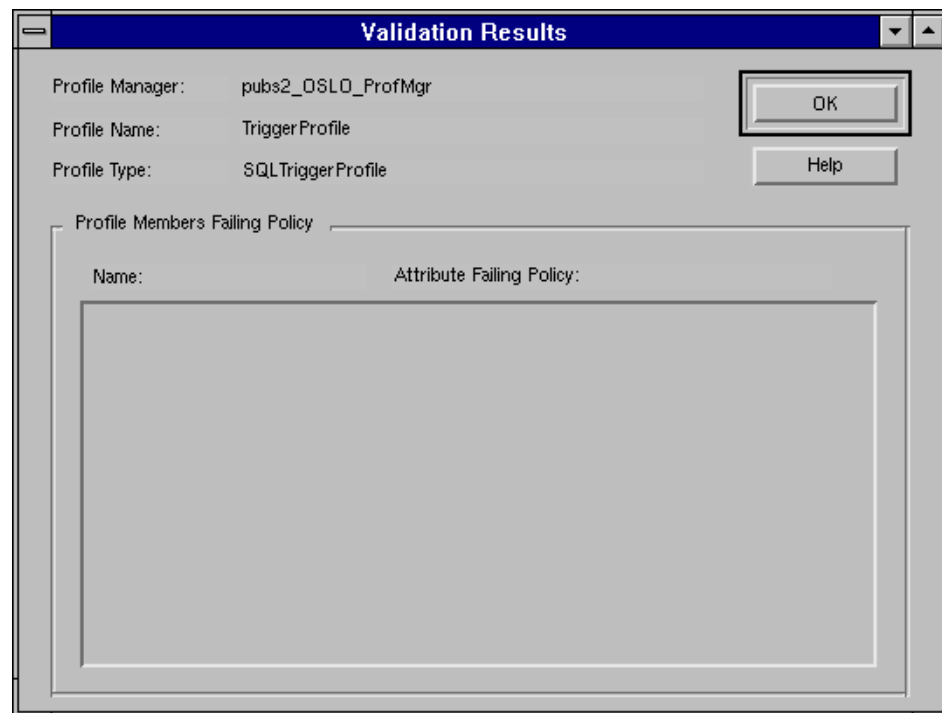 Validation Results
Profile Manager: pubs2_OSLO_ProfMgr
OK
Profile Name: TriggerProfile
Profile Type: SQLTriggerProfile
Help
Profile Members Failing Policy
Name: Attribute Failing Policy: